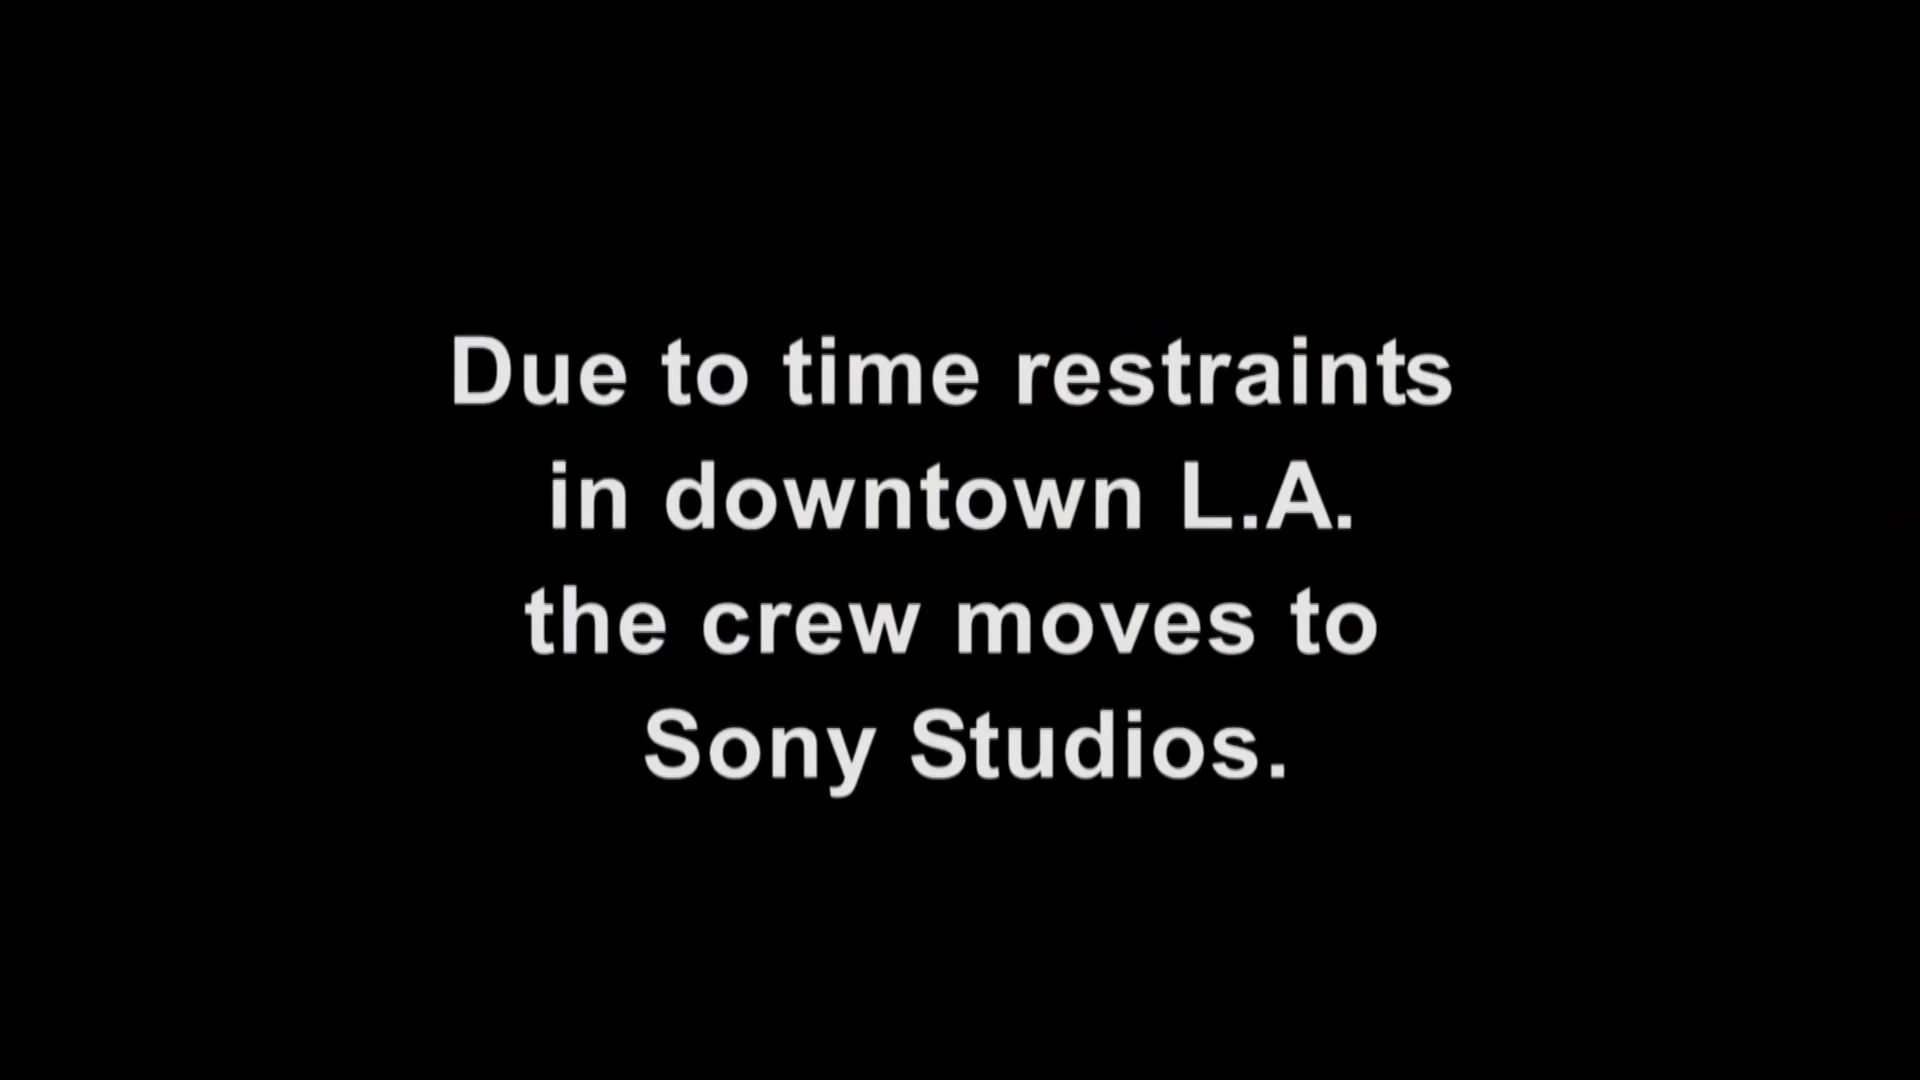 Due to time restraints
in downtown L.A.
the crew moves to
Sony Studios.